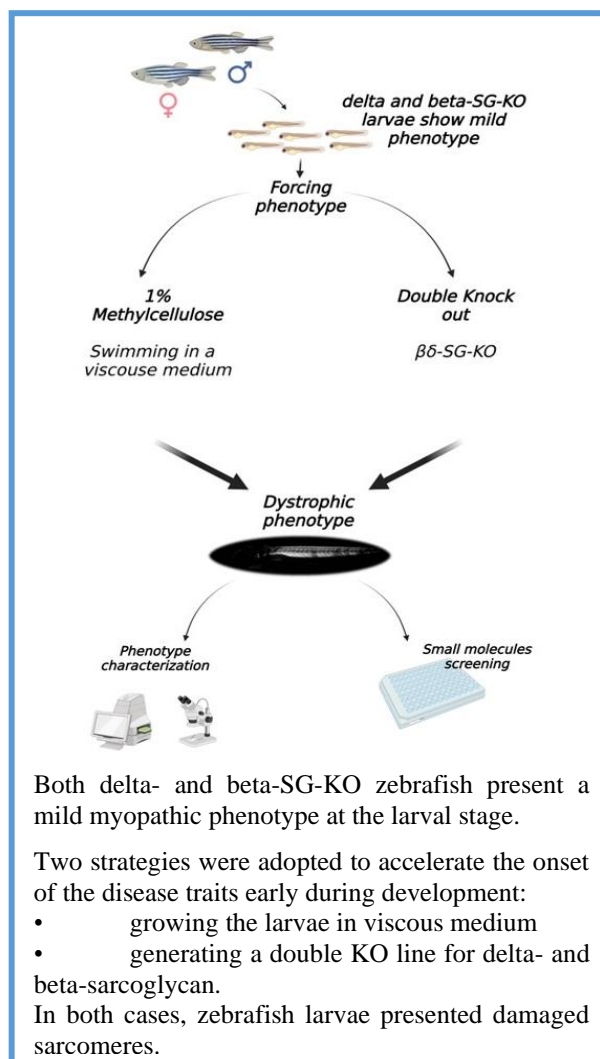 delta and beta-SG-KO
larvae show mild
phenotype
Forcing
phenotype
1%
Methylcellulose
Swimming in a
viscouse medium
Double Knock
out
βδ-SG-KO
Dystrophic
phenotype
Phenotype
characterization
Small molecules
screening
Both delta- and beta-SG-KO zebrafish present a
mild myopathic phenotype at the larval stage.
Two strategies were adopted to accelerate the onset
of the disease traits early during development:
• growing the larvae in viscous medium
• generating a double KO line for delta- and
beta-sarcoglycan.
In both cases, zebrafish larvae presented damaged
sarcomeres.